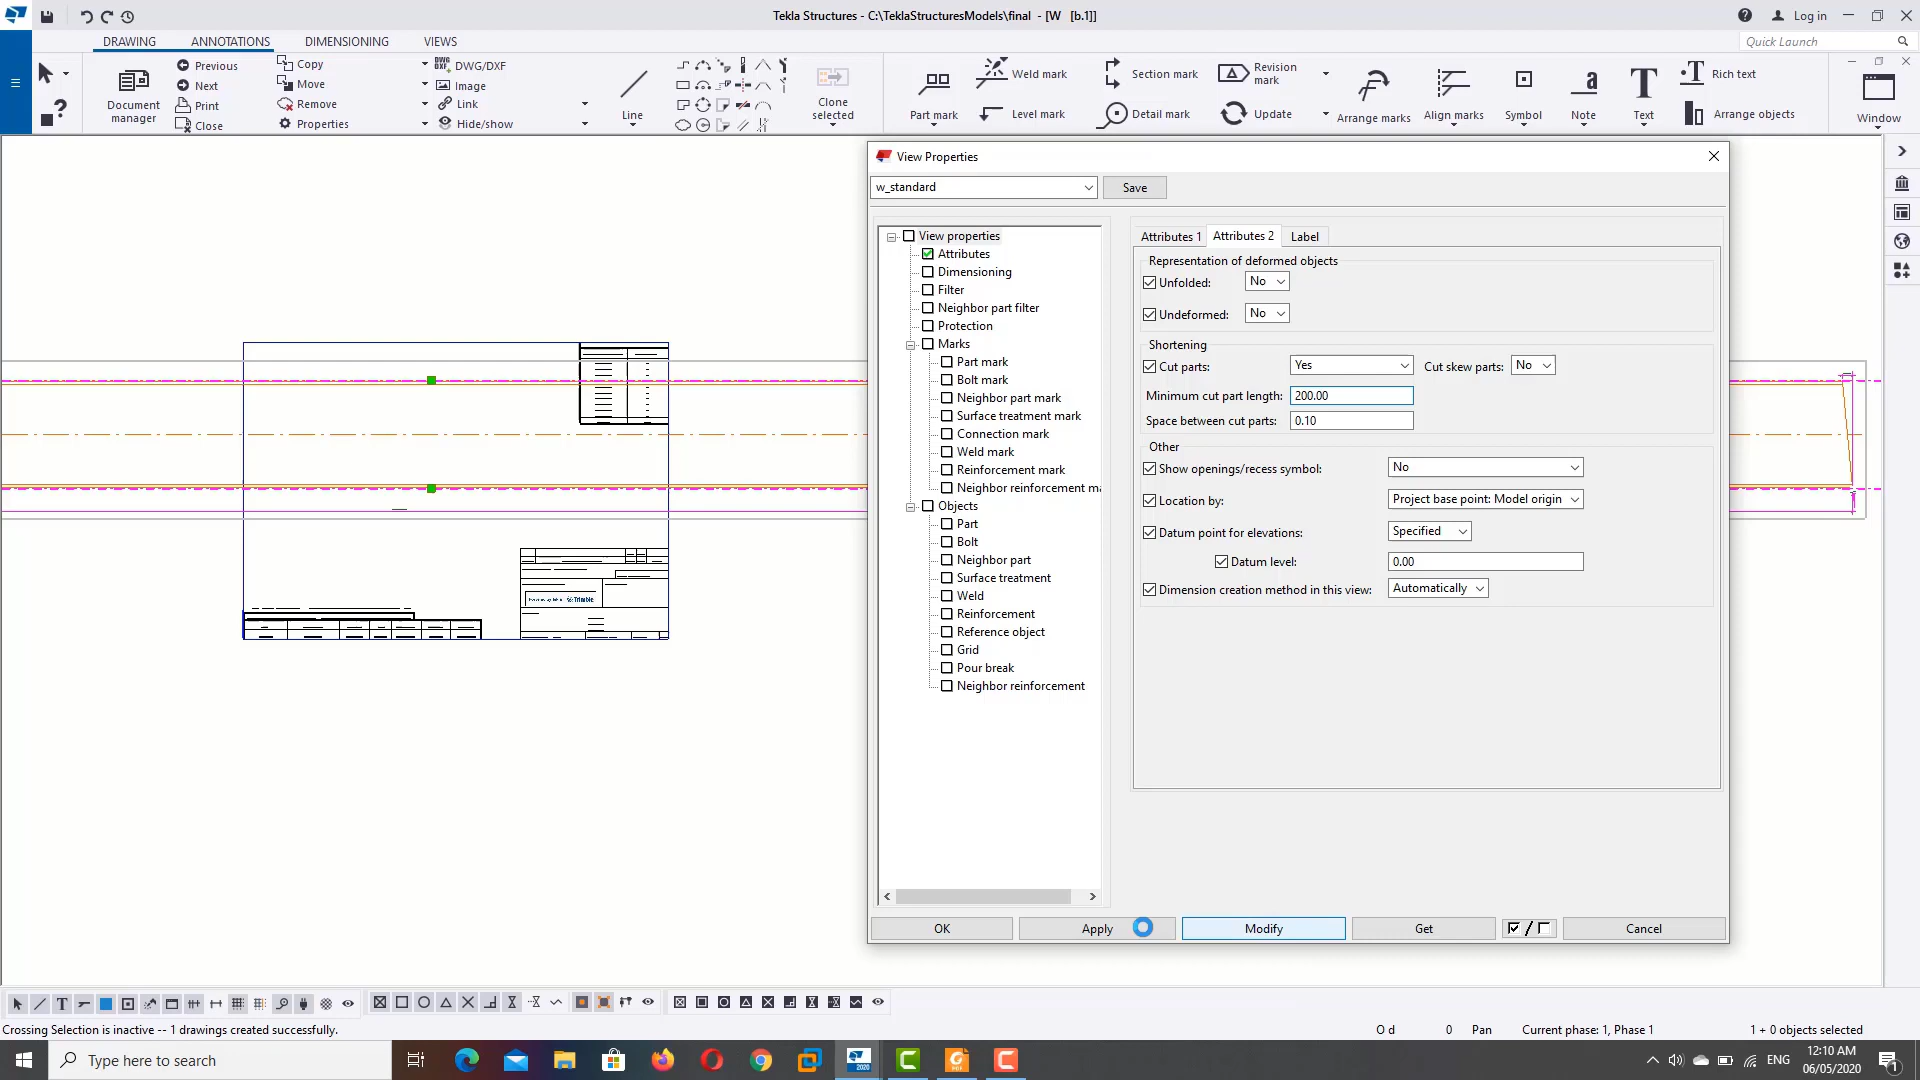 Tekla Structures - C:\TeklaStructuresModels\final - [W [b.1]]
Log in
DRAWING
ANNOTATIONS
DIMENSIONING
VIEWS
Quick Launch
Document manager
Previous
Next
Print
Close
Copy
Move
Remove
Properties
DWG/DXF
Image
Link
Hide/show
Line
Clone selected
Part mark
Weld mark
Level mark
Section mark
Detail mark
Revision mark
Update
Arrange marks
Align marks
Symbol
Note
Text
Rich text
Arrange objects
Window
View Properties
w_standard
Save
View properties
Attributes
Dimensioning
Filter
Neighbor part filter
Protection
Marks
Part mark
Bolt mark
Neighbor part mark
Surface treatment mark
Connection mark
Weld mark
Reinforcement mark
Neighbor reinforcement ma
Objects
Part
Bolt
Neighbor part
Surface treatment
Weld
Reinforcement
Reference object
Grid
Pour break
Neighbor reinforcement
Attributes 1
Attributes 2
Label
Representation of deformed objects
Unfolded: No
Undeformed: No
Shortening
Cut parts: Yes Cut skew parts: No
Minimum cut part length: 200.00
Space between cut parts: 0.10
Other
Show openings/recess symbol: No
Location by: Project base point: Model origin
Datum point for elevations: Specified
Datum level: 0.00
Dimension creation method in this view: Automatically
OK
Apply
Modify
Get
Cancel
Trimble
Crossing Selection is inactive -- 1 drawings created successfully.
O d
0
Pan
Current phase: 1, Phase 1
1 + 0 objects selected
Type here to search
2020
ENG
12:10 AM
06/05/2020
1